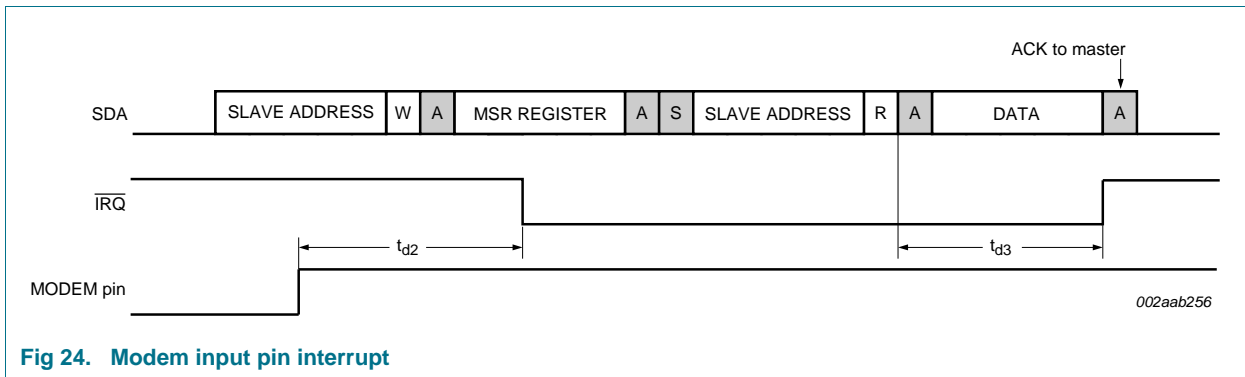 ACK to master
SDA SLAVE ADDRESS W A MSR REGISTER A S SLAVE ADDRESS R A DATA A
IRQ
td2 td3
MODEM pin
002aab256
Fig 24. Modem input pin interrupt